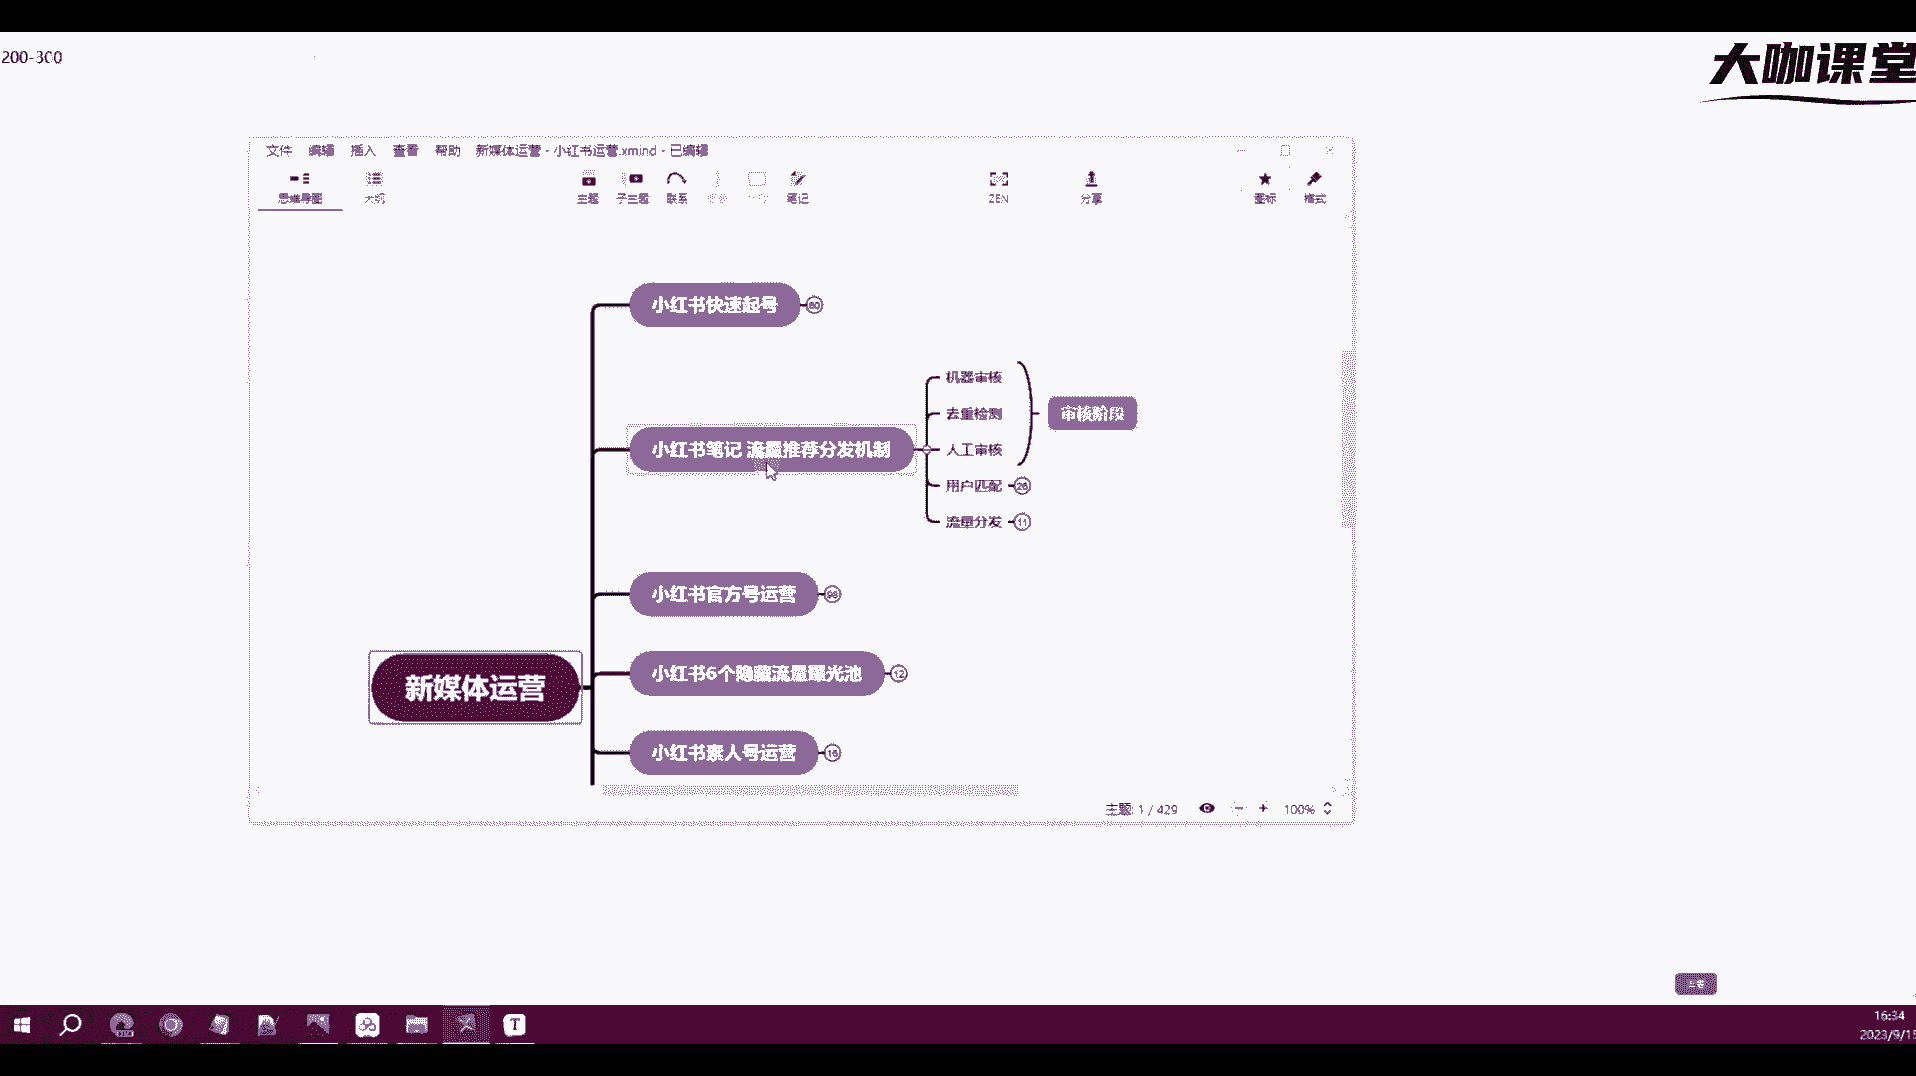 200-300
大咖课堂
文件 编辑 插入 查看 帮助 新媒体运营 - 小红书运营.xmind - 已编辑
思维导图 大纲 主题 子主题 联系 笔记 ZEN 分享 图标 格式
小红书快速起号
机器审核
去重检测
审核阶段
小红书笔记 流量推荐分发机制
人工审核
用户匹配
流量分发 11
小红书官方号运营
小红书6个隐藏流量曝光池 12
新媒体运营
小红书素人号运营 16
主题: 1 / 429 100%
T
16:34
2023/9/15